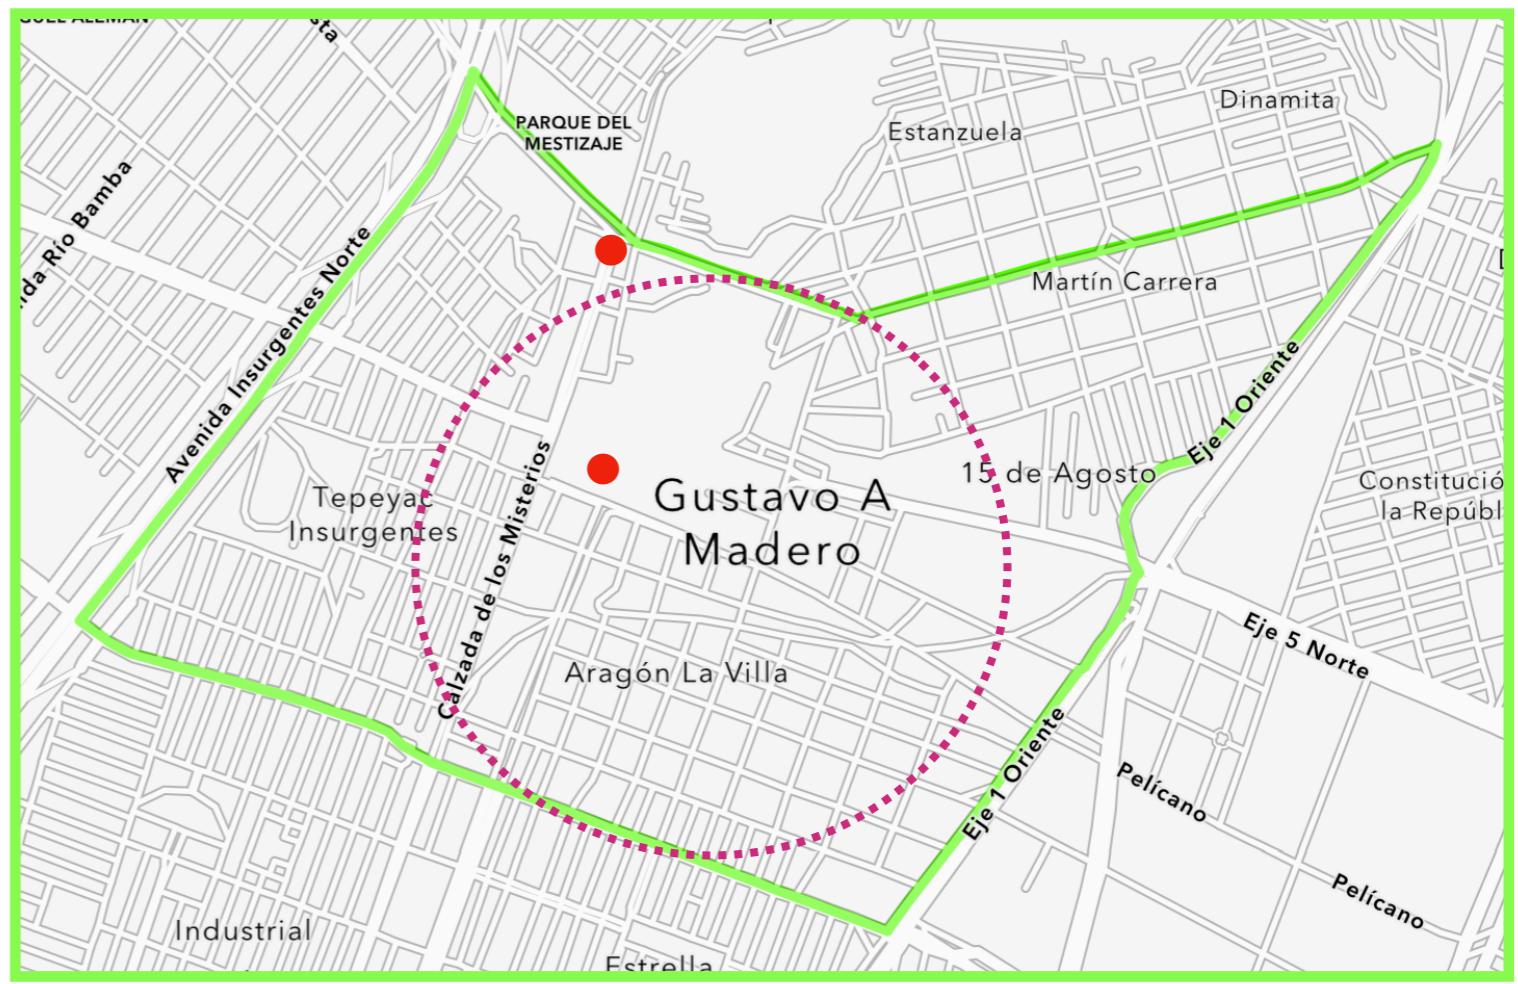 sta
PARQUE DEL
MESTIZAJE
Dinamita
Estanzuela
Martín Carrera
Avenida Insurgentes Norte
Río Bamba
Eje 1 Oriente
Tepeyac
Insurgentes
Calzada de los Misterios
Gustavo A
Madero
15 de Agosto
Constitució
la Repúbl
Aragón La Villa
Eje 5 Norte
Eje 1 Oriente
Pelícano
Pelícano
Industrial
Estrella